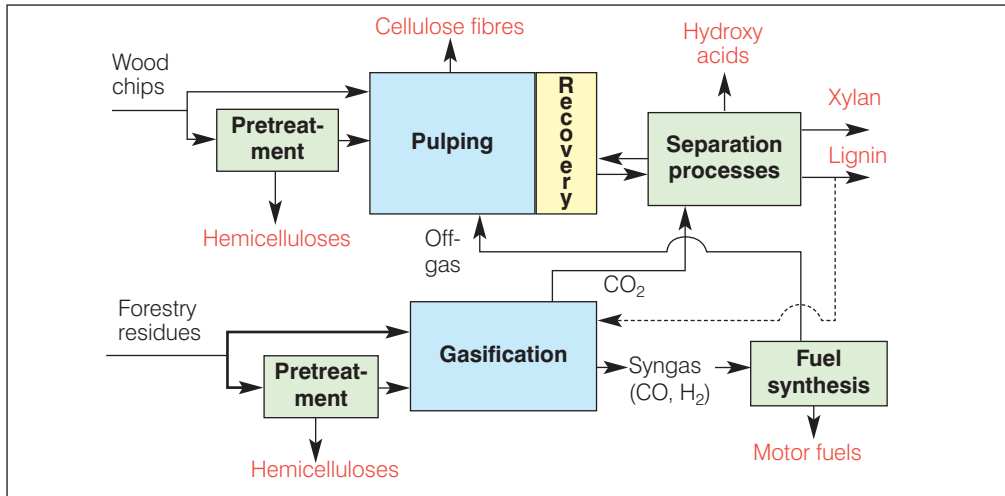 Cellulose fibres
Hydroxy
acids
Wood
chips
Pretreat-
ment
Pulping
Recovery
Separation
processes
Xylan
Lignin
Hemicelluloses
Off-
gas
CO₂
Forestry
residues
Pretreat-
ment
Gasification
Syngas
(CO, H₂)
Fuel
synthesis
Hemicelluloses
Motor fuels